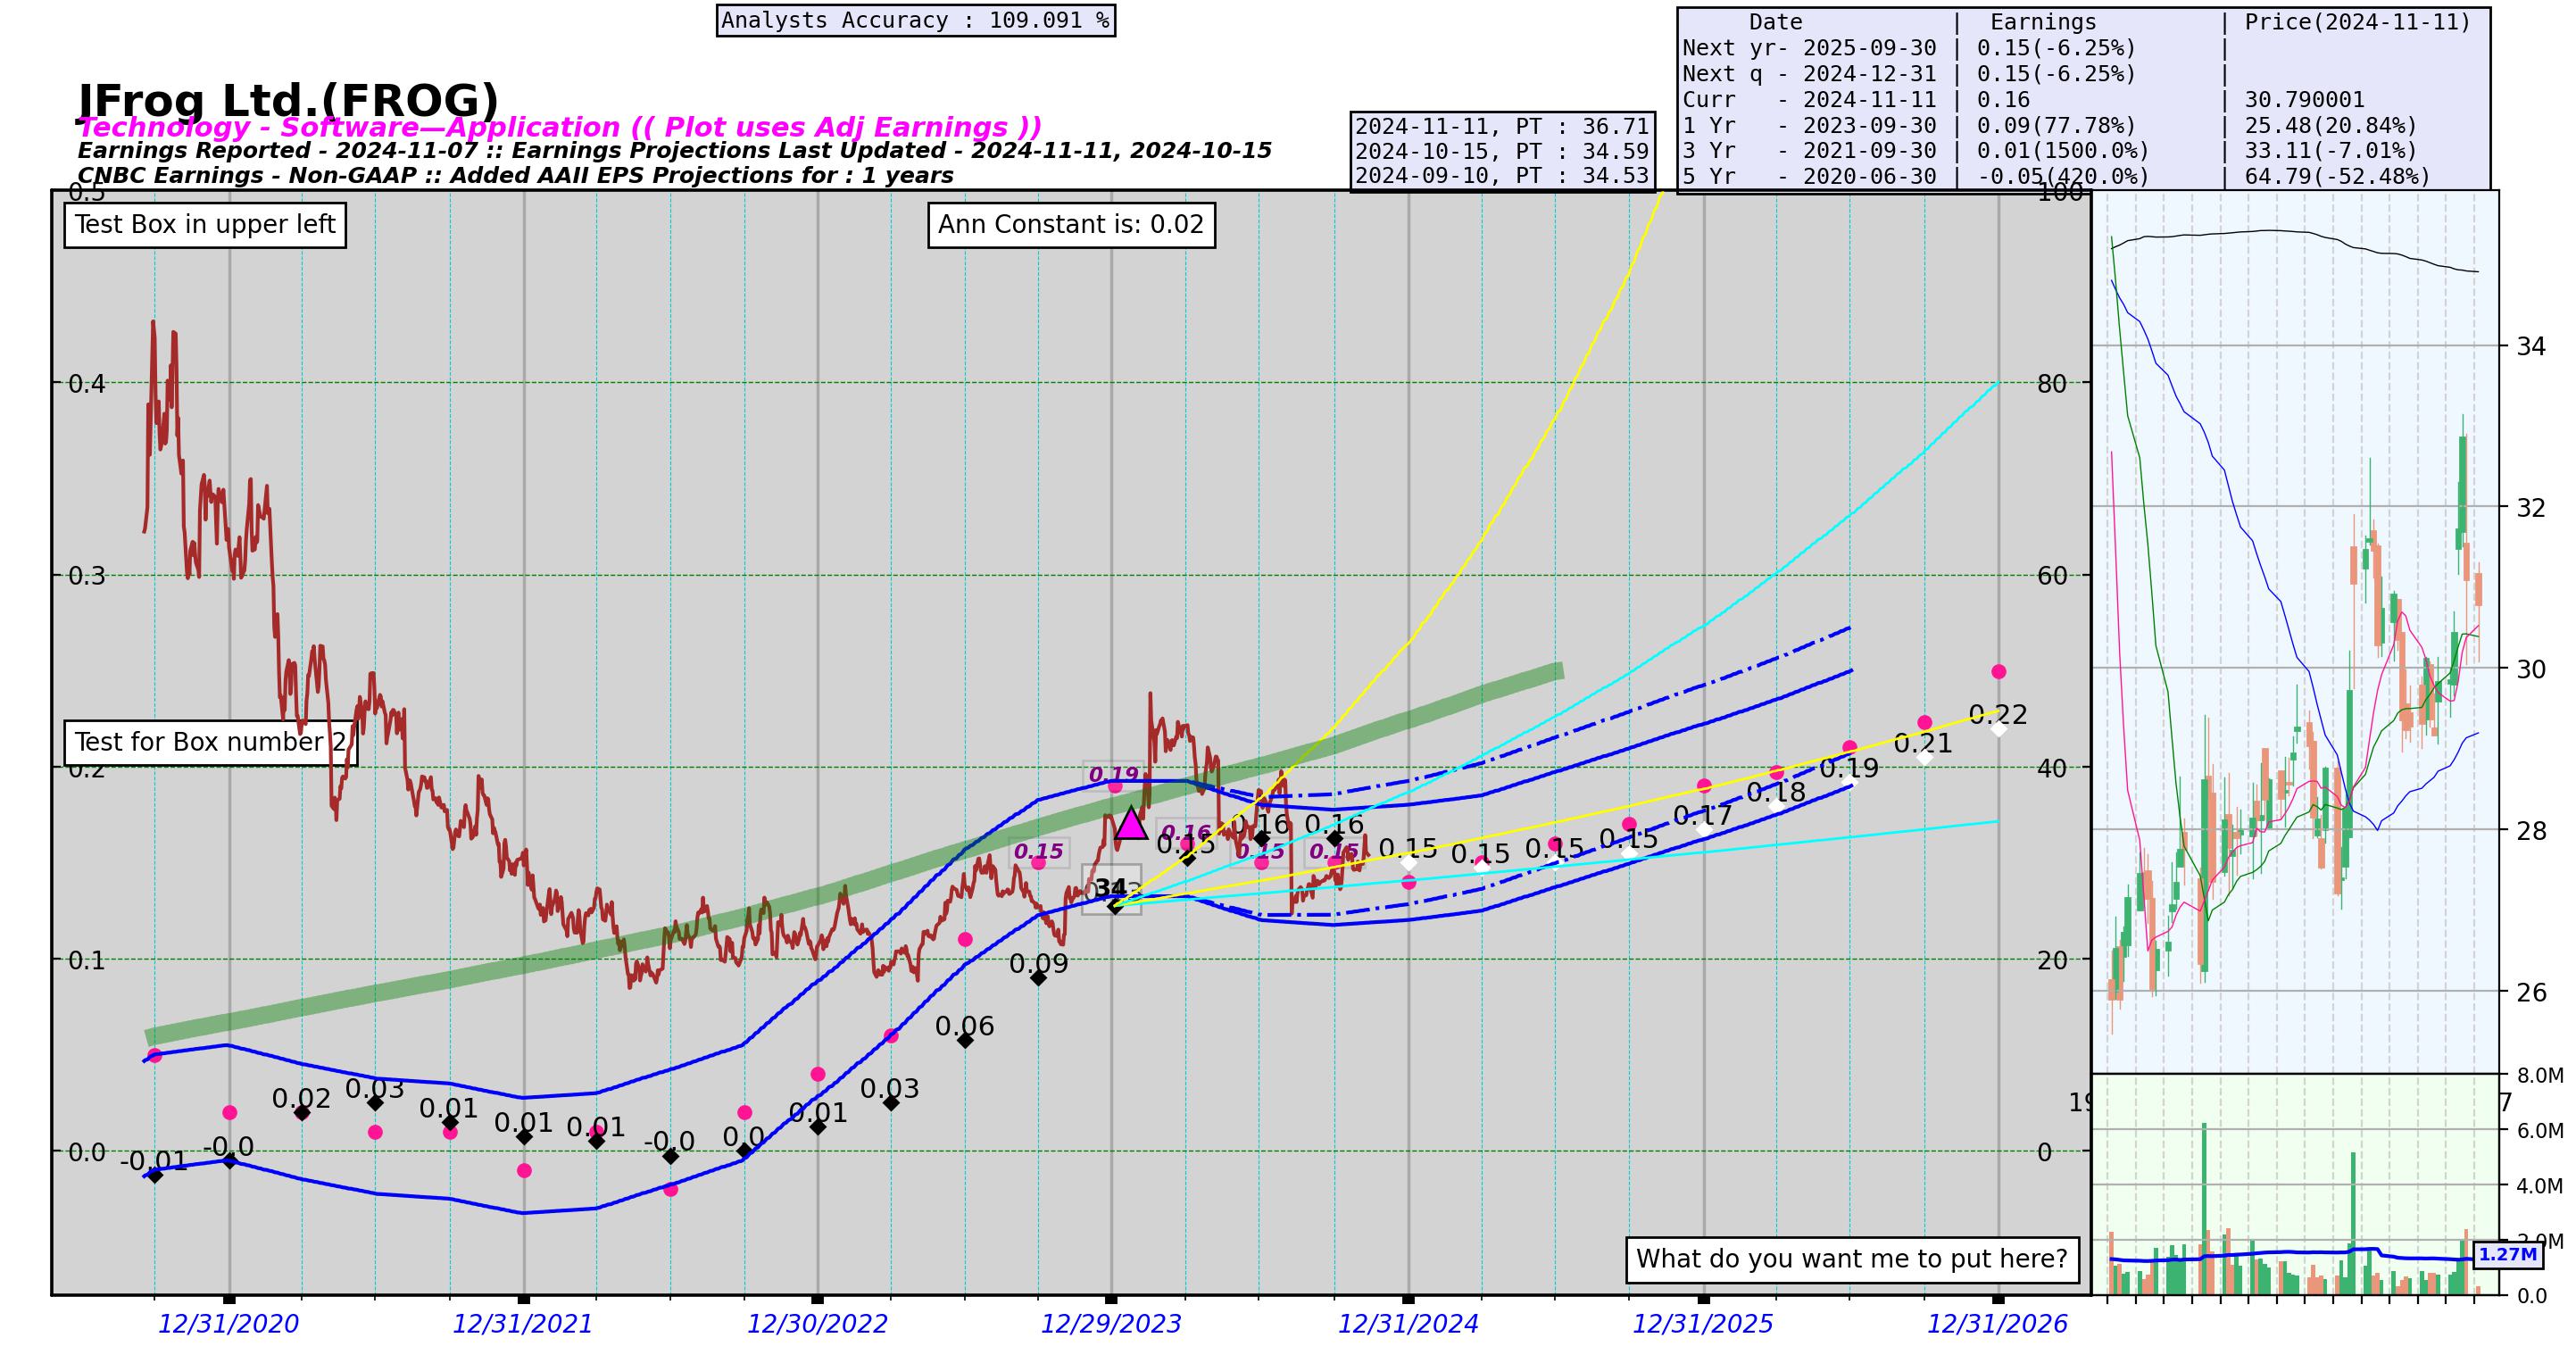 Analysts Accuracy : 109.091 %
Date | Earnings | Price(2024-11-11)
Next yr- 2025-09-30 | 0.15(-6.25%) |
Next q - 2024-12-31 | 0.15(-6.25%) |
Curr - 2024-11-11 | 0.16 | 30.790001
1 Yr - 2023-09-30 | 0.09(77.78%) | 25.48(20.84%)
3 Yr - 2021-09-30 | 0.01(1500.0%) | 33.11(-7.01%)
5 Yr - 2020-06-30 | -0.05(420.0%) | 64.79(-52.48%)
JFrog Ltd.(FROG)
Technology - Software—Application (( Plot uses Adj Earnings ))
Earnings Reported - 2024-11-07 :: Earnings Projections Last Updated - 2024-11-11, 2024-10-15
CNBC Earnings - Non-GAAP :: Added AAII EPS Projections for : 1 years
2024-11-11, PT : 36.71
2024-10-15, PT : 34.59
2024-09-10, PT : 34.53
Test Box in upper left
Ann Constant is: 0.02
Test for Box number 2
What do you want me to put here?
0.5
0.4
0.3
0.2
0.1
0.0
100
80
60
40
20
0
-0.01
-0.0
0.02
0.03
0.01
0.01
0.01
-0.0
0.0
0.01
0.03
0.06
0.09
34
0.15
0.16
0.16
0.15
0.15
0.15
0.15
0.17
0.18
0.19
0.21
0.22
0.15
0.19
0.16
0.15
0.15
34
32
30
28
26
8.0M
6.0M
4.0M
2.0M
0.0
1.27M
12/31/2020
12/31/2021
12/30/2022
12/29/2023
12/31/2024
12/31/2025
12/31/2026